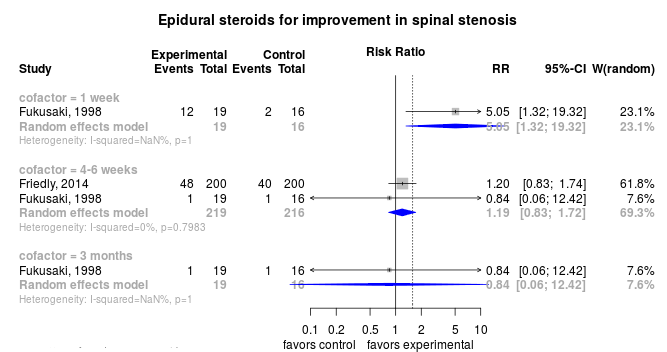 Epidural steroids for improvement in spinal stenosis
Experimental Control Risk Ratio
Study Events Total Events Total RR 95%-CI W(random)
cofactor = 1 week
Fukusaki, 1998 12 19 2 16 5.05 [1.32; 19.32] 23.1%
Random effects model 19 16 5.05 [1.32; 19.32] 23.1%
Heterogeneity: I-squared=NaN%, p=1
cofactor = 4-6 weeks
Friedly, 2014 48 200 40 200 1.20 [0.83; 1.74] 61.8%
Fukusaki, 1998 1 19 1 16 0.84 [0.06; 12.42] 7.6%
Random effects model 219 216 1.19 [0.83; 1.72] 69.3%
Heterogeneity: I-squared=0%, p=0.7983
cofactor = 3 months
Fukusaki, 1998 1 19 1 16 0.84 [0.06; 12.42] 7.6%
Random effects model 19 16 0.84 [0.06; 12.42] 7.6%
Heterogeneity: I-squared=NaN%, p=1
0.1 0.2 0.5 1 2 5 10
favors control favors experimental